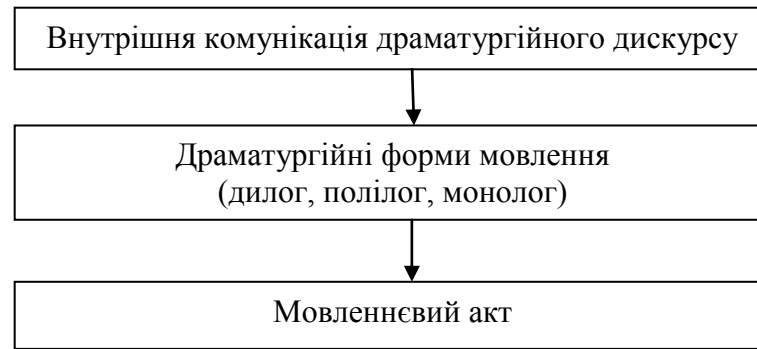 Внутрішня комунікація драматургійного дискурсу
Драматургійні форми мовлення
(дилог, полілог, монолог)
Мовленнєвий акт